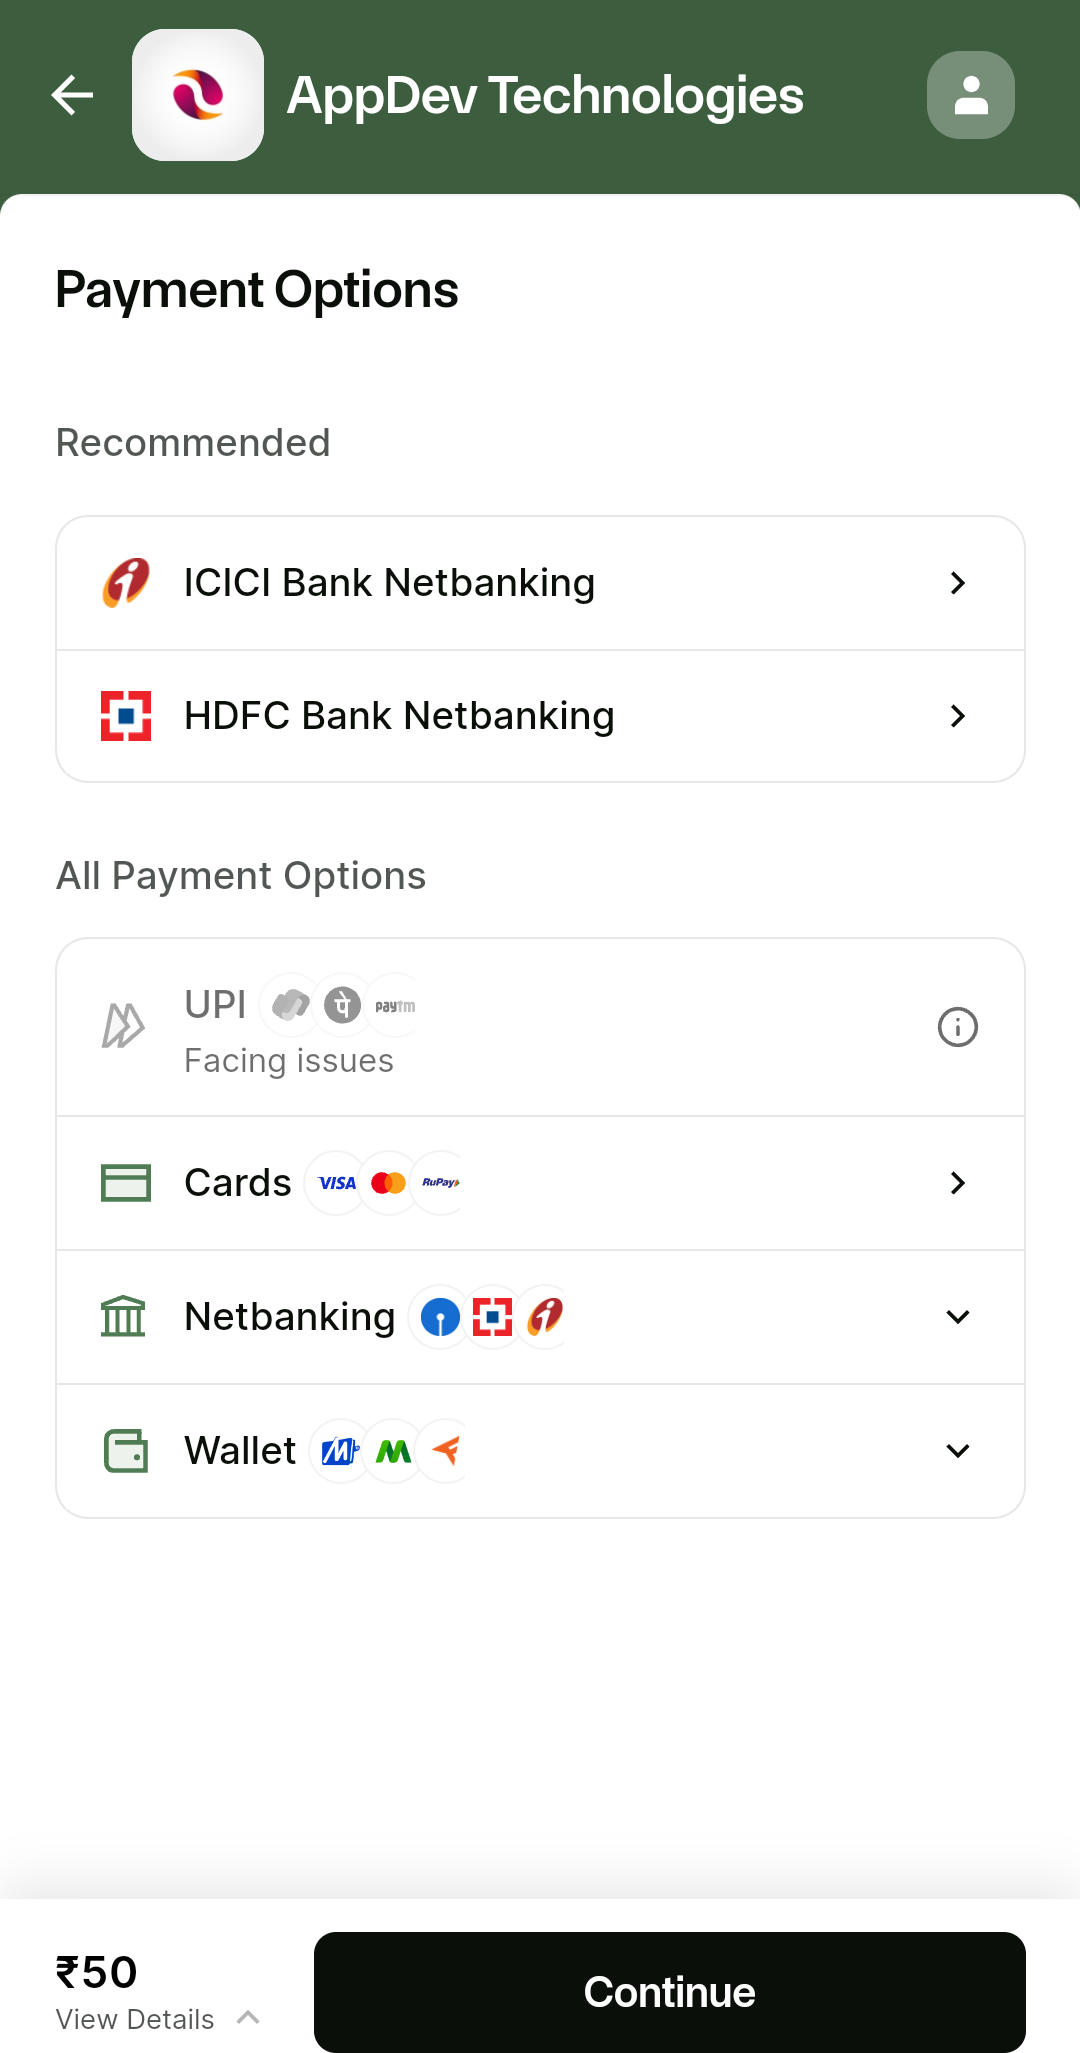 AppDev Technologies
Payment Options
Recommended
ICICI Bank Netbanking
HDFC Bank Netbanking
All Payment Options
UPI पे paytm
Facing issues
Cards VISA RuPay
Netbanking
Wallet
₹50
View Details
Continue